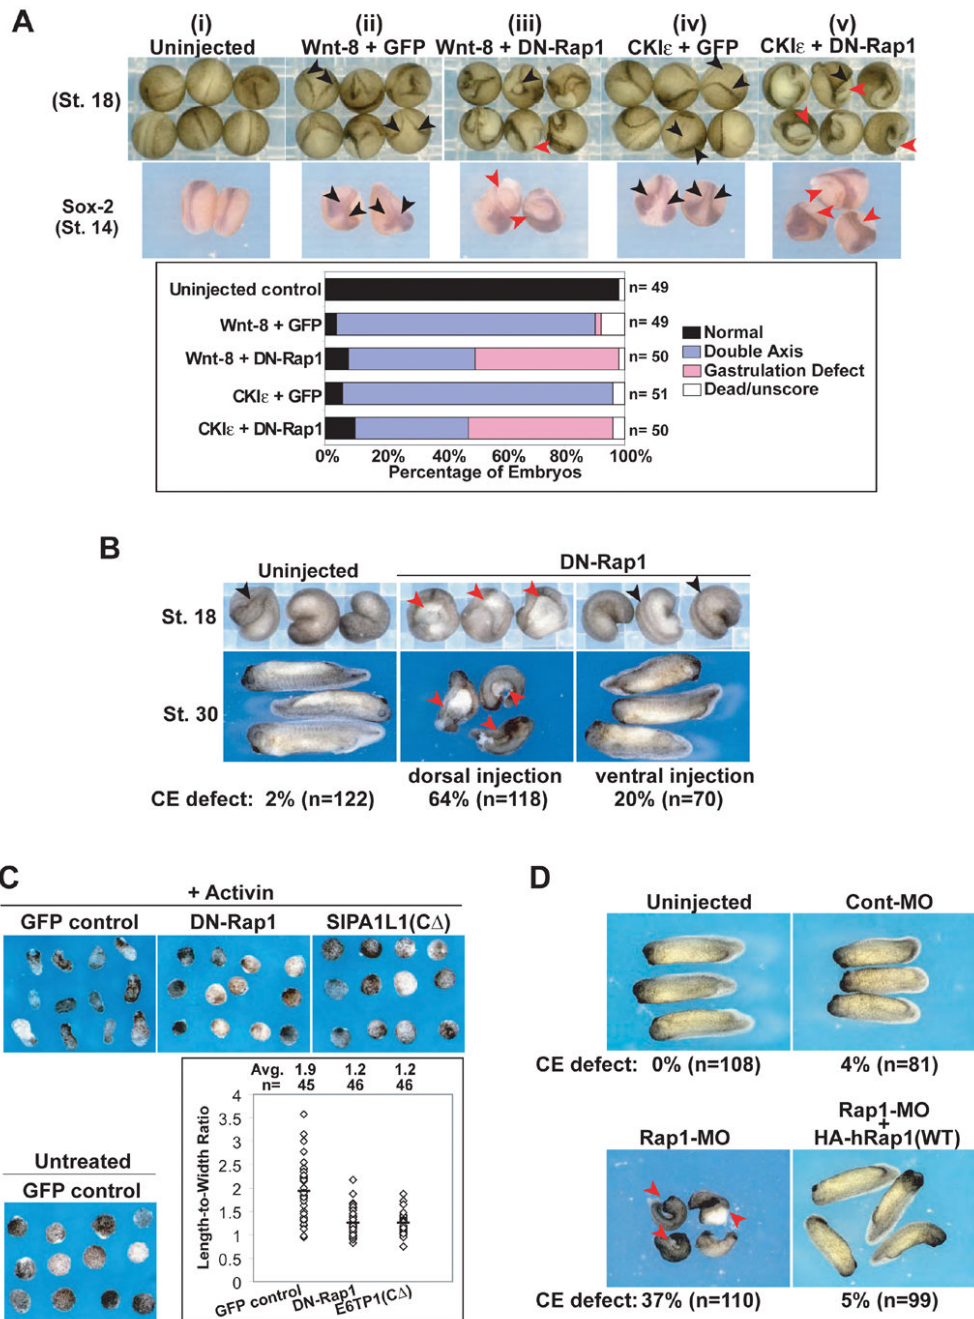 A
(i) (ii) (iii) (iv) (v)
Uninjected Wnt-8 + GFP Wnt-8 + DN-Rap1 CKIε + GFP CKIε + DN-Rap1
(St. 18)
Sox-2
(St. 14)
Uninjected control n= 49
Wnt-8 + GFP n= 49
Wnt-8 + DN-Rap1 n= 50
CKIε + GFP n= 51
CKIε + DN-Rap1 n= 50
Normal
Double Axis
Gastrulation Defect
Dead/unscore
0% 20% 40% 60% 80% 100%
Percentage of Embryos
B
DN-Rap1
Uninjected
St. 18
St. 30
dorsal injection ventral injection
CE defect: 2% (n=122) 64% (n=118) 20% (n=70)
C
+ Activin
GFP control DN-Rap1 SIPA1L1(CΔ)
Untreated
GFP control
Avg. 1.9 1.2 1.2
n= 45 46 46
4
3.5
3
2.5
2
1.5
1
0.5
0
Length-to-Width Ratio
GFP control DN-Rap1 E6TP1(CΔ)
D
Uninjected Cont-MO
CE defect: 0% (n=108) 4% (n=81)
Rap1-MO
Rap1-MO
+
HA-hRap1(WT)
CE defect: 37% (n=110) 5% (n=99)